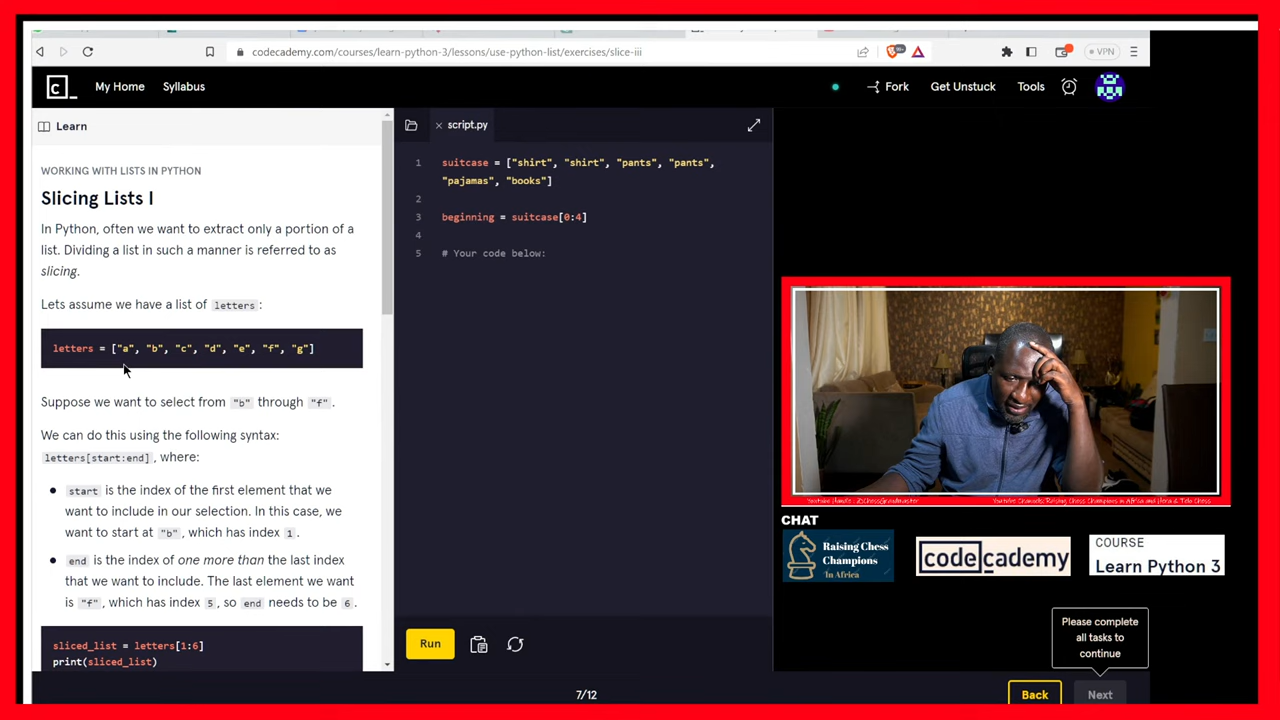 codecademy.com/courses/learn-python-3/lessons/use-python-list/exercises/slice-iii
99+
VPN
C_
My Home
Syllabus
Fork
Get Unstuck
Tools
Learn
WORKING WITH LISTS IN PYTHON
Slicing Lists I
In Python, often we want to extract only a portion of a
list. Dividing a list in such a manner is referred to as
slicing.
Lets assume we have a list of letters :
letters = ["a", "b", "c", "d", "e", "f", "g"]
Suppose we want to select from "b" through "f".
We can do this using the following syntax:
letters[start:end] , where:
start is the index of the first element that we
want to include in our selection. In this case, we
want to start at "b" , which has index 1 .
end is the index of one more than the last index
that we want to include. The last element we want
is "f" , which has index 5 , so end needs to be 6 .
sliced_list = letters[1:6]
print(sliced_list)
script.py
1 suitcase = ["shirt", "shirt", "pants", "pants",
"pajamas", "books"]
2
3 beginning = suitcase[0:4]
4
5 # Your code below:
Run
CHAT
Raising Chess
Champions
In Africa
codecademy
COURSE
Learn Python 3
Please complete
all tasks to
continue
7/12
Back
Next